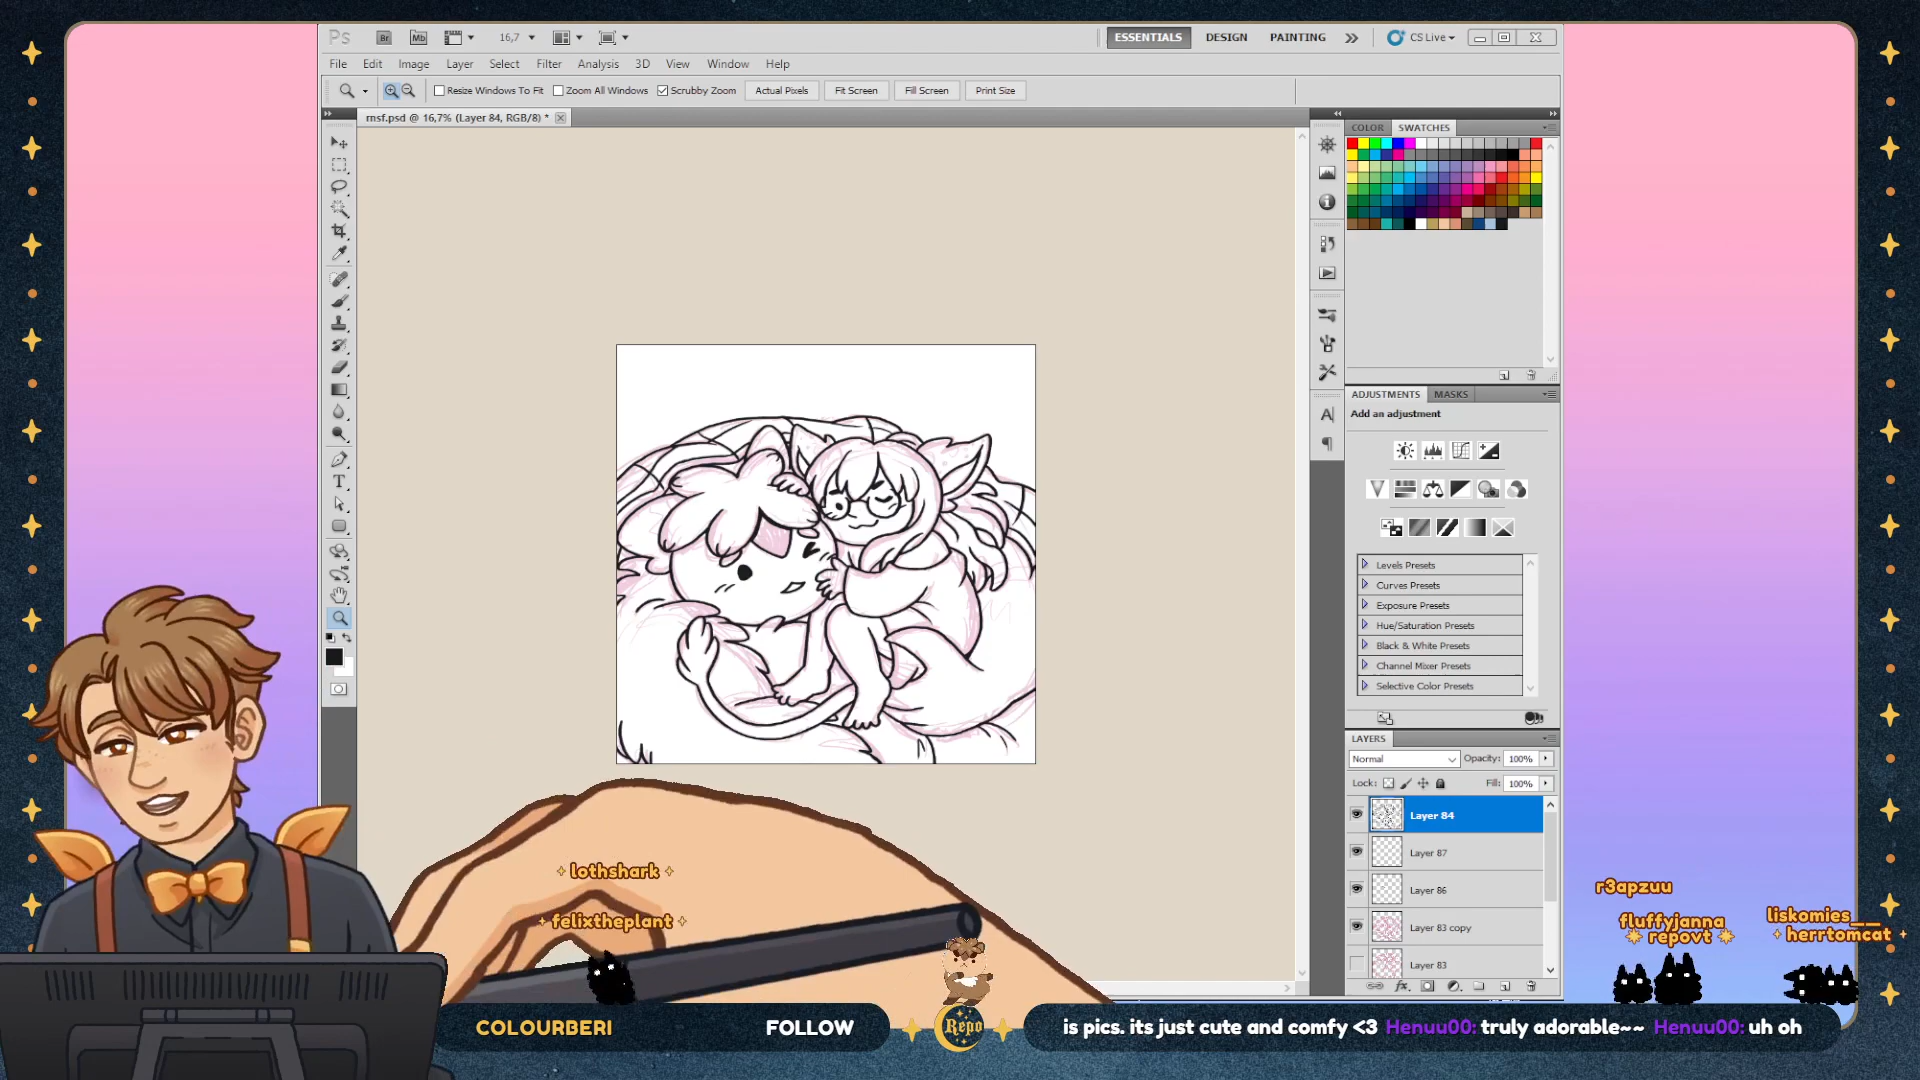 Ps Br Mb 16,7 ESSENTIALS DESIGN PAINTING CS Live
File Edit Image Layer Select Filter Analysis 3D View Window Help
Resize Windows To Fit Zoom All Windows Scrubby Zoom Actual Pixels Fit Screen Fill Screen Print Size
rnsf.psd @ 16,7% (Layer 84, RGB/8) *
COLOR SWATCHES
ADJUSTMENTS MASKS
Add an adjustment
Levels Presets
Curves Presets
Exposure Presets
Hue/Saturation Presets
Black & White Presets
Channel Mixer Presets
Selective Color Presets
LAYERS
Normal Opacity: 100%
Lock: Fill: 100%
Layer 84
Layer 87
Layer 86
Layer 83 copy
Layer 83
lothshark
felixtheplant
r3apzuu
fluffyjanna
repovt
liskomies__
herrtomcat
COLOURBERI FOLLOW
Repo
is pics. its just cute and comfy <3 Henuu00: truly adorable~~ Henuu00: uh oh